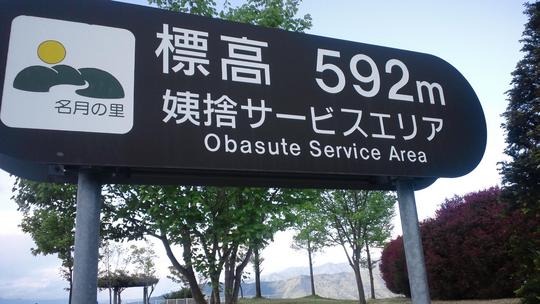 標高 592m
名月の里
姨捨サービスエリア
Obasute Service Area